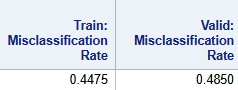 Train: Valid:
Misclassification Misclassification
Rate Rate
0.4475 0.4850